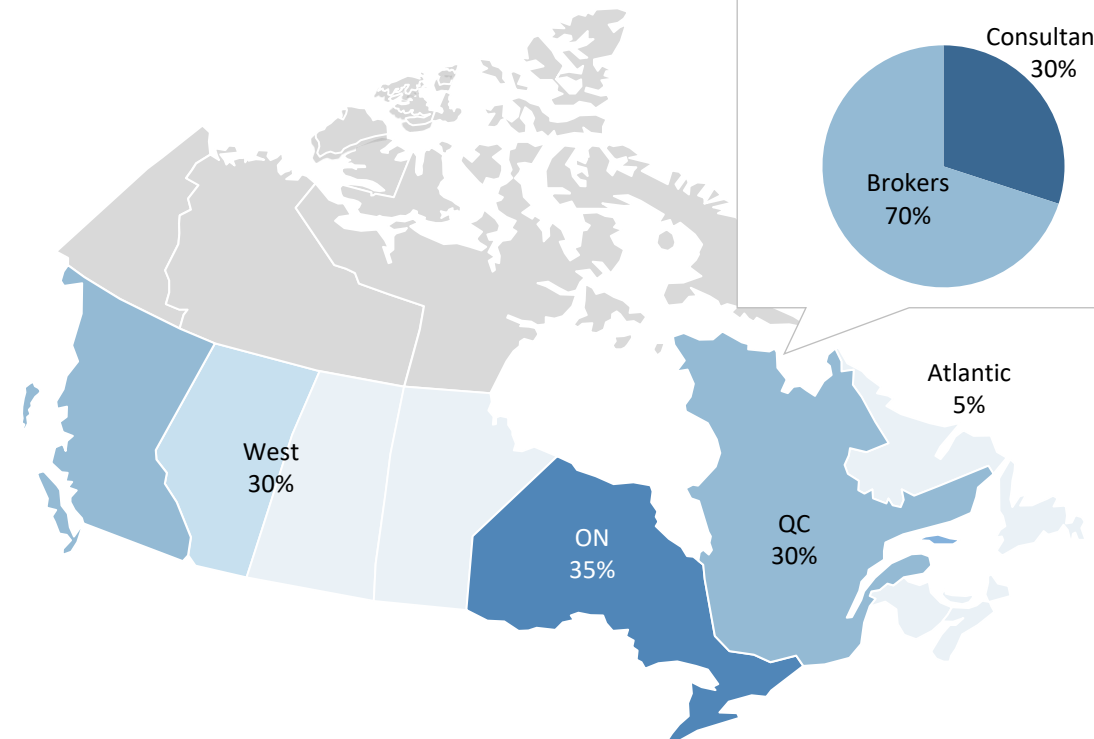 Consultan
30%
Brokers
70%
Atlantic
5%
West
30%
QC
30%
ON
35%